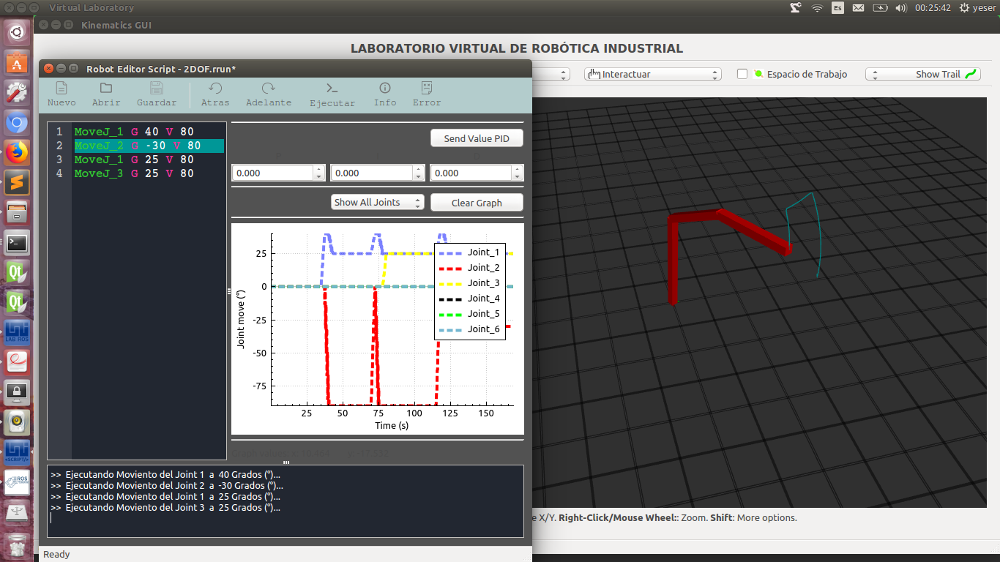 Virtual Laboratory
Es
00:25:42
yeser
Kinematics GUI
LABORATORIO VIRTUAL DE ROBÓTICA INDUSTRIAL
Interactuar
Espacio de Trabajo
Show Trail
Robot Editor Script - 2DOF.rrun*
Nuevo
Abrir
Guardar
Atras
Adelante
Ejecutar
Info
Error
1 MoveJ_1 G 40 V 80
2 MoveJ_2 G -30 V 80
3 MoveJ_1 G 25 V 80
4 MoveJ_3 G 25 V 80
Send Value PID
0.000
0.000
0.000
Show All Joints
Clear Graph
Joint move (°)
25
0
-25
-50
-75
Joint_1
Joint_2
Joint_3
Joint_4
Joint_5
Joint_6
25
50
75
100
125
150
Time (s)
>> Ejecutando Moviento del Joint 1 a 40 Grados (°)...
>> Ejecutando Moviento del Joint 2 a -30 Grados (°)...
>> Ejecutando Moviento del Joint 1 a 25 Grados (°)...
>> Ejecutando Moviento del Joint 3 a 25 Grados (°)...
Ready
e X/Y. Right-Click/Mouse Wheel:: Zoom. Shift: More options.
Qt
Qt
LAB ROS
<SCRIPT/>
ROS